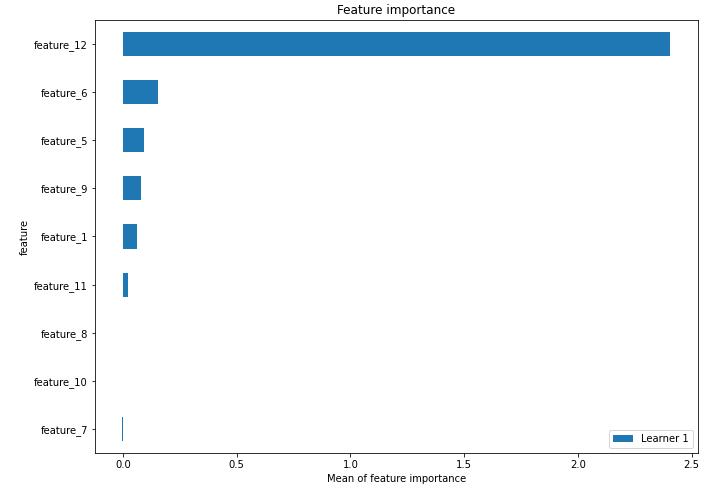 Feature importance
feature_12
feature_6
feature_5
feature_9
feature_1
feature_11
feature_8
feature_10
feature_7
feature
Learner 1
0.0 0.5 1.0 1.5 2.0 2.5
Mean of feature importance